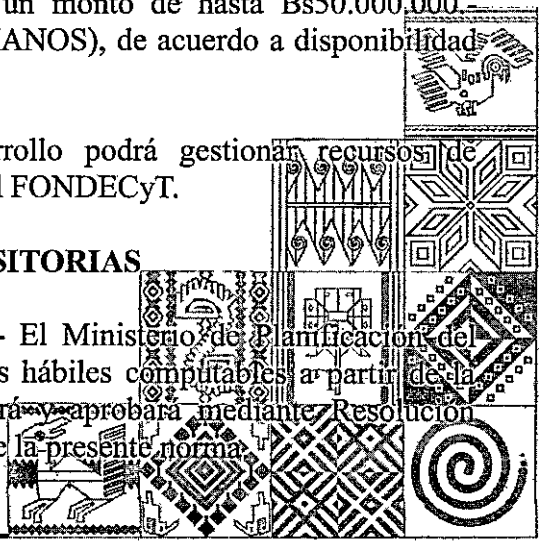 un monto de hasta Bs50.000.000.-
ANOS), de acuerdo a disponibilidad
rrollo podrá gestionar recursos de
l FONDECyT.
SITORIAS
- El Ministerio de Planificación del
s hábiles computables a partir de la
rá y aprobará mediante Resolución
e la presente norma.